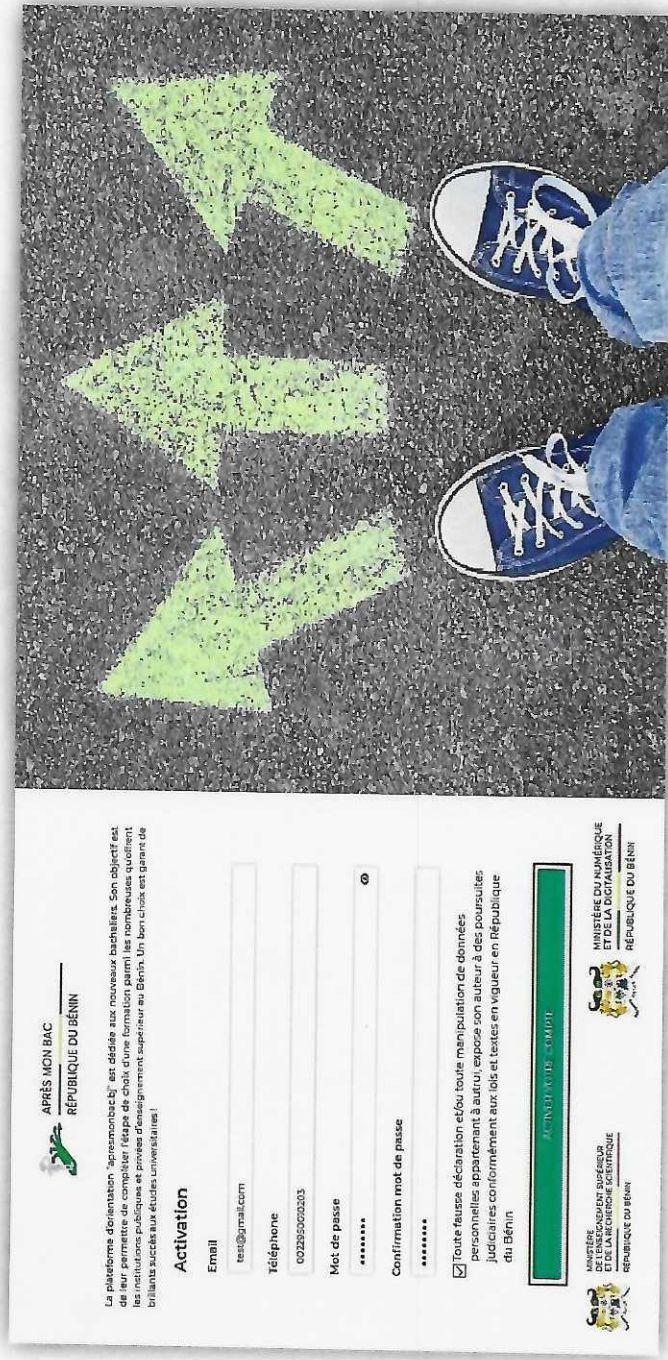 APRÈS MON BAC
RÉPUBLIQUE DU BÉNIN
La plateforme d'orientation "apresmonbac.bj" est dédiée aux nouveaux bacheliers. Son objectif est
de leur permettre de compléter l'étape de choix d'une formation parmi les nombreuses qu'offrent
les institutions publiques et privées d'enseignement supérieur au Bénin. Un bon choix est garant de
brillants succès aux études universitaires !
Activation
Email
test@gmail.com
Téléphone
0022950010203
Mot de passe
••••••••
Confirmation mot de passe
••••••••
Toute fausse déclaration et/ou toute manipulation de données
personnelles appartenant à autrui, expose son auteur à des poursuites
judiciaires conformément aux lois et textes en vigueur en République
du Bénin
ACTIVER VOTRE COMPTE
MINISTÈRE
DE L'ENSEIGNEMENT SUPÉRIEUR
ET DE LA RECHERCHE SCIENTIFIQUE
RÉPUBLIQUE DU BÉNIN
MINISTÈRE DU NUMÉRIQUE
ET DE LA DIGITALISATION
RÉPUBLIQUE DU BÉNIN